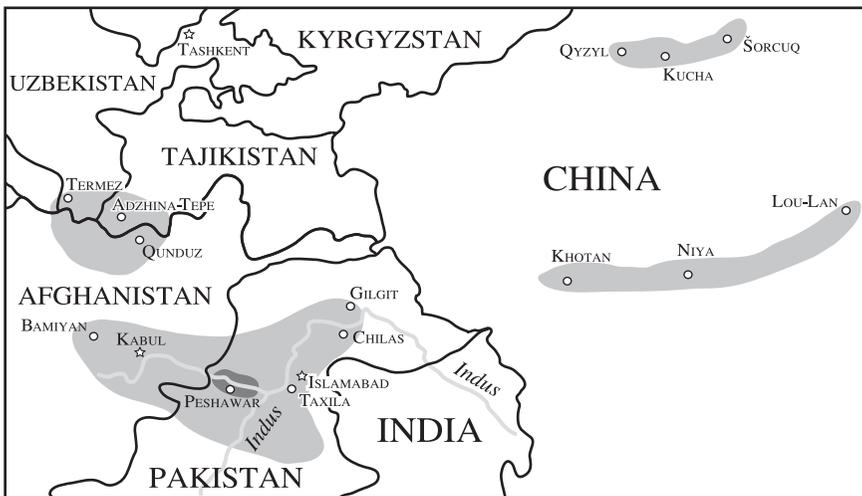 TASHKENT
KYRGYZSTAN
QYZYL
KUCHA
ŠORCUQ
UZBEKISTAN
TAJIKISTAN
CHINA
TERMEZ
ADZHINA-TEPE
QUNDUZ
LOU-LAN
KHOTAN
NIYA
AFGHANISTAN
GILGIT
BAMIYAN
KABUL
CHILAS
ISLAMABAD
TAXILA
PESHAWAR
Indus
Indus
INDIA
PAKISTAN